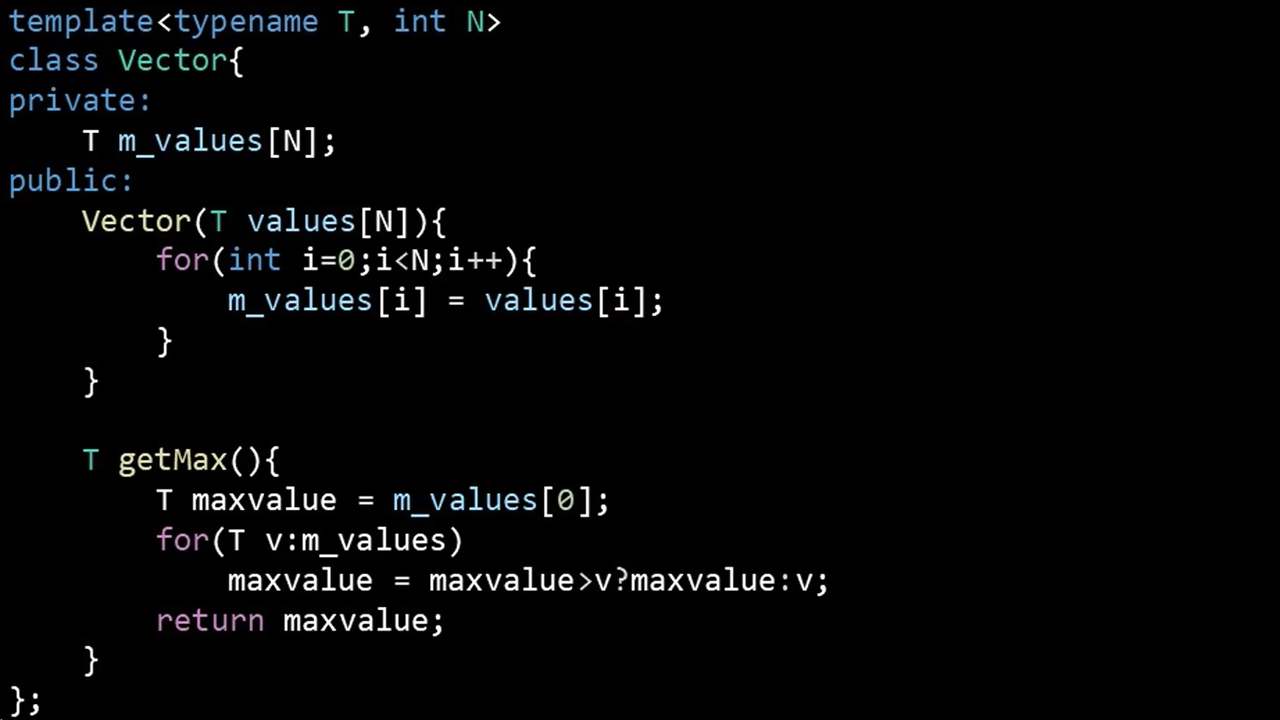 template<typename T, int N>
class Vector{
private:
    T m_values[N];
public:
    Vector(T values[N]){
        for(int i=0;i<N;i++){
            m_values[i] = values[i];
        }
    }

    T getMax(){
        T maxvalue = m_values[0];
        for(T v:m_values)
            maxvalue = maxvalue>v?maxvalue:v;
        return maxvalue;
    }
};